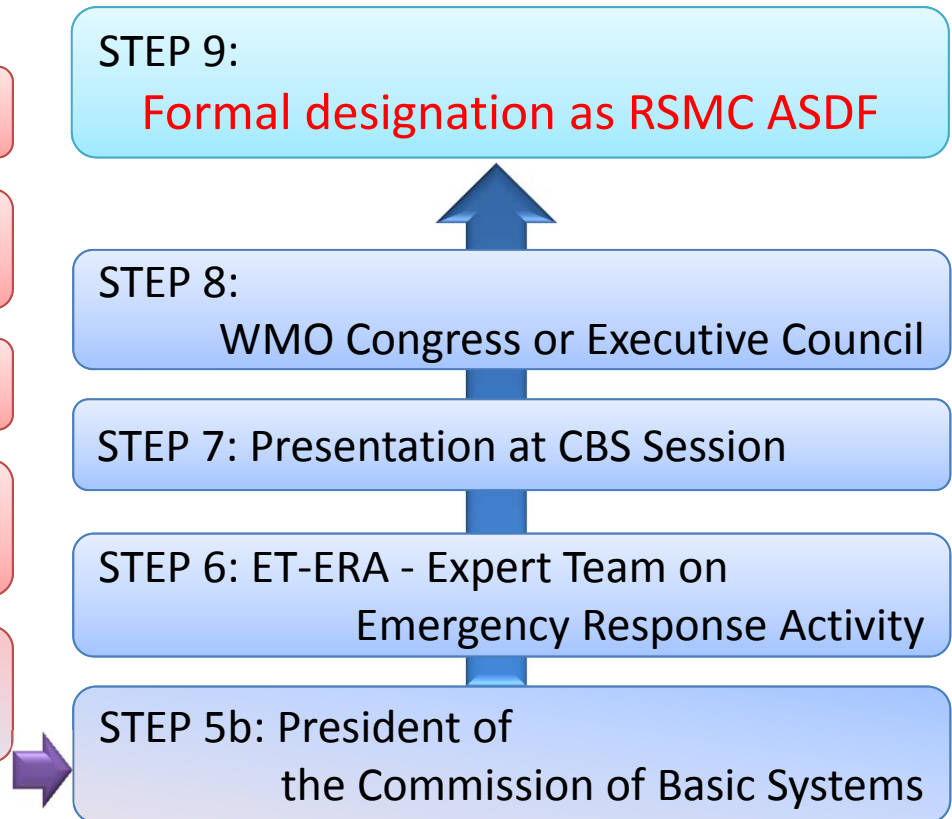 STEP 9:
Formal designation as RSMC ASDF
STEP 8:
WMO Congress or Executive Council
STEP 7: Presentation at CBS Session
STEP 6: ET-ERA - Expert Team on
Emergency Response Activity
STEP 5b: President of
the Commission of Basic Systems